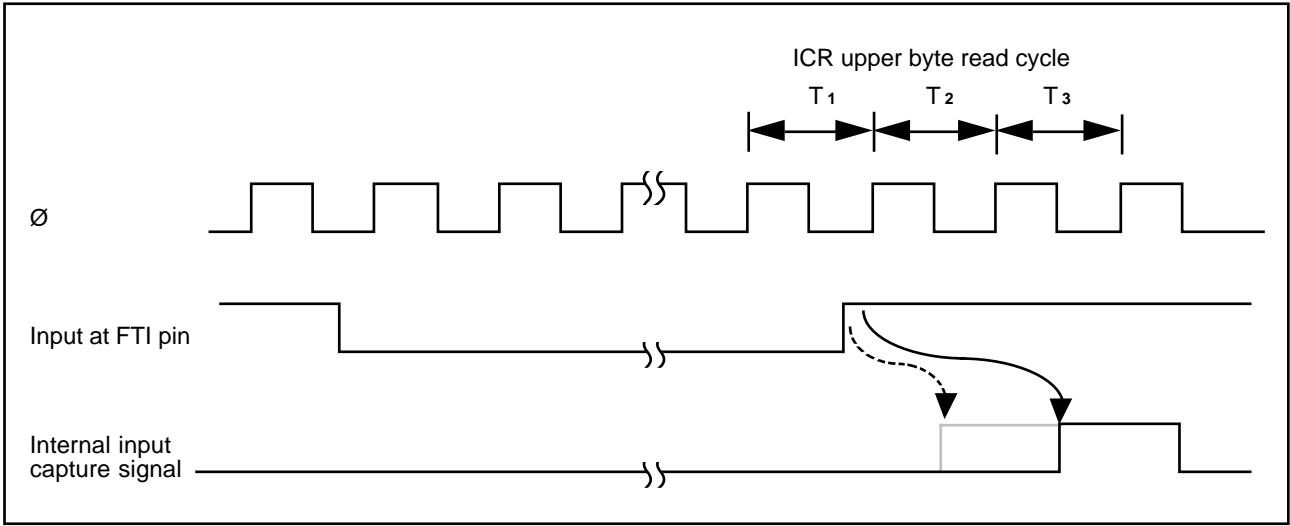 ICR upper byte read cycle
T1 T2 T3
Ø
Input at FTI pin
Internal input
capture signal